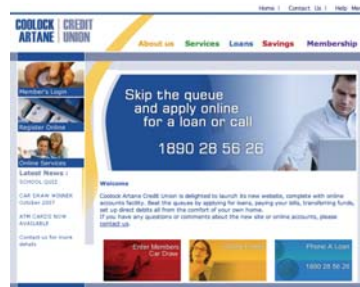 Home | Contact Us | Help Me
COOLOCK CREDIT
ARTANE UNION
About us Services Loans Savings Membership
Member's Login
Register Online
Online Services
Skip the queue
and apply online
for a loan or call
1890 28 56 26
Latest News :
SCHOOL QUIZ
CAR DRAW WINNER
October 2007
ATM CARDS NOW
AVAILABLE
Contact us for more
details
Welcome
Coolock Artane Credit Union is delighted to launch its new website, complete with online
accounts facility. Beat the queues by applying for loans, paying your bills, transferring funds,
set up direct debits all from the comfort of your own home.
If you have any questions or comments about the new site or online accounts, please
contact us.
Enter Members
Car Draw
Phone A Loan
1890 28 56 26